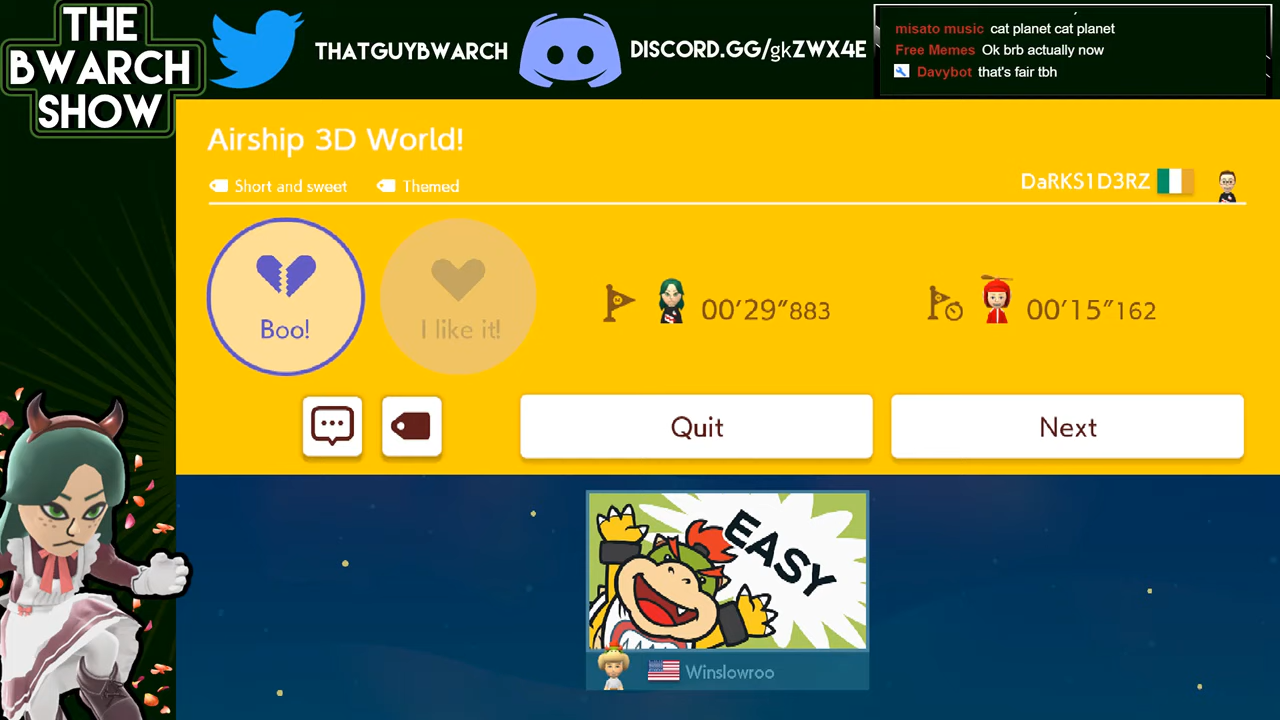 THE
BWARCH
SHOW
THATGUYBWARCH
DISCORD.GG/gkZWX4E
misato music cat planet cat planet
Free Memes Ok brb actually now
Davybot that's fair tbh
Airship 3D World!
Short and sweet Themed
DaRKS1D3RZ
Boo!
I like it!
00'29"883
00'15"162
Quit
Next
EASY
Winslowroo